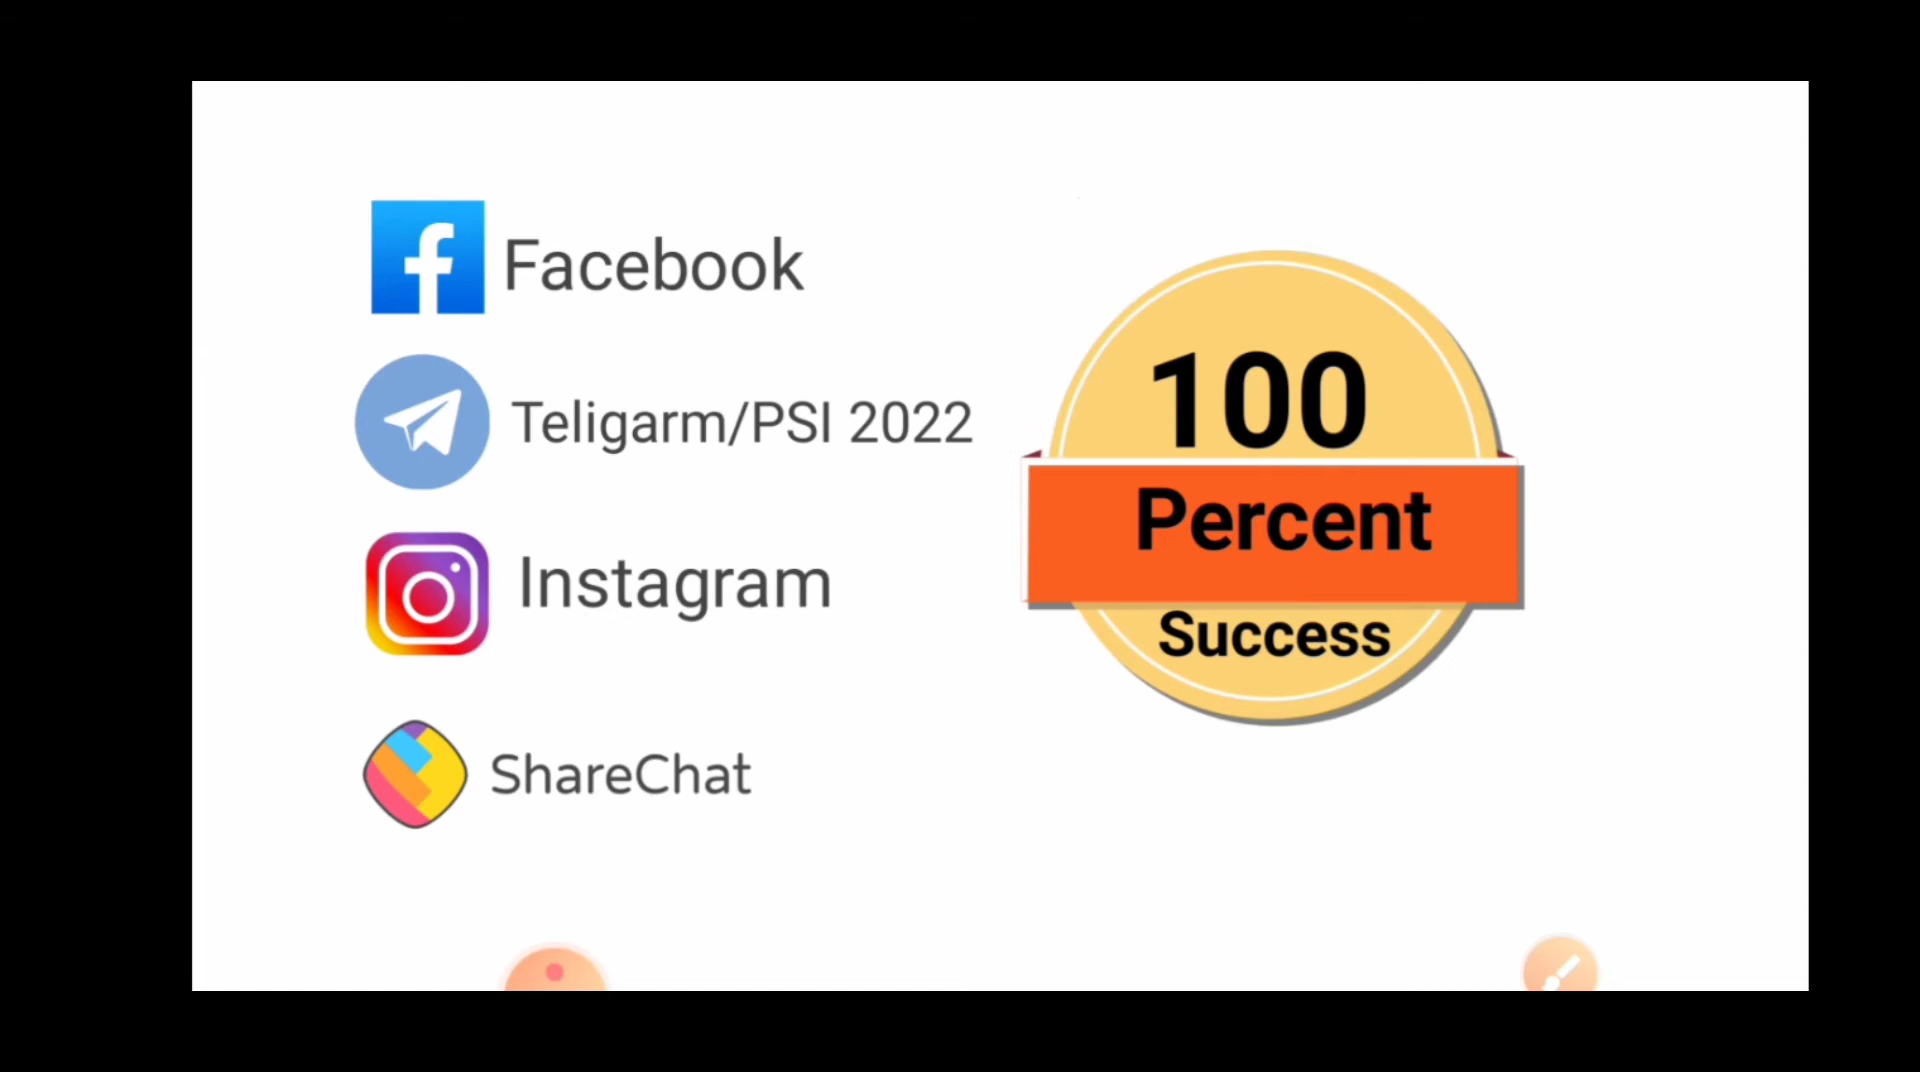 Facebook
Teligarm/PSI 2022
Instagram
ShareChat
100
Percent
Success